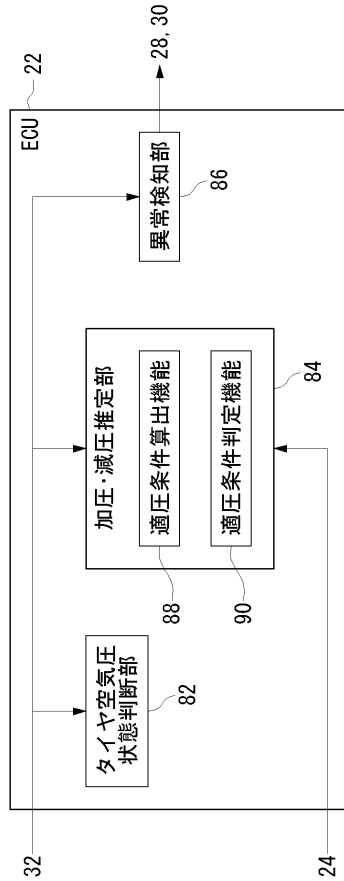 ECU
22
32
タイヤ空気圧
状態判断部
82
加圧・減圧推定部
88
適圧条件算出機能
90
適圧条件判定機能
84
異常検知部
86
28, 30
24